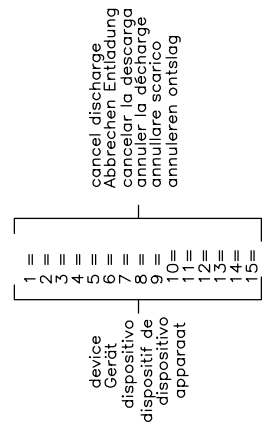 device
Gerät
dispositivo
dispositif de
dispositivo
apparaat
1 =
2 =
3 =
4 =
5 =
6 =
7 =
8 =
9 =
10=
11=
12=
13=
14=
15=
cancel discharge
Abbrechen Entladung
cancelar la descarga
annuler la décharge
annullare scarico
annuleren ontslag